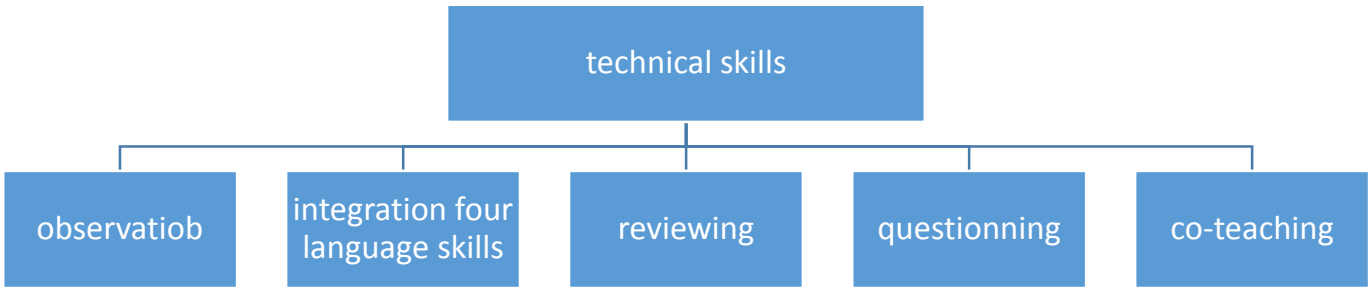 technical skills
observatiob
integration four
language skills
reviewing
questionning
co-teaching